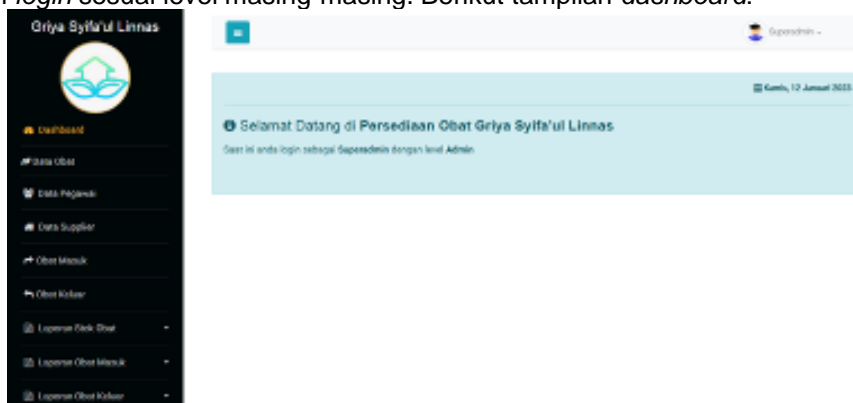 login sesuai level masing masing. Berikut tampilan dashboard.
Griya Syifa'ul Linnas
Superadmin
Kamis, 12 Januari 2023
Dashboard
Selamat Datang di Persediaan Obat Griya Syifa'ul Linnas
Saat ini anda login sebagai Superadmin dengan level Admin
Data Obat
Data Pegawai
Data Supplier
Obat Masuk
Obat Keluar
Laporan Stok Obat
Laporan Obat Masuk
Laporan Obat Keluar